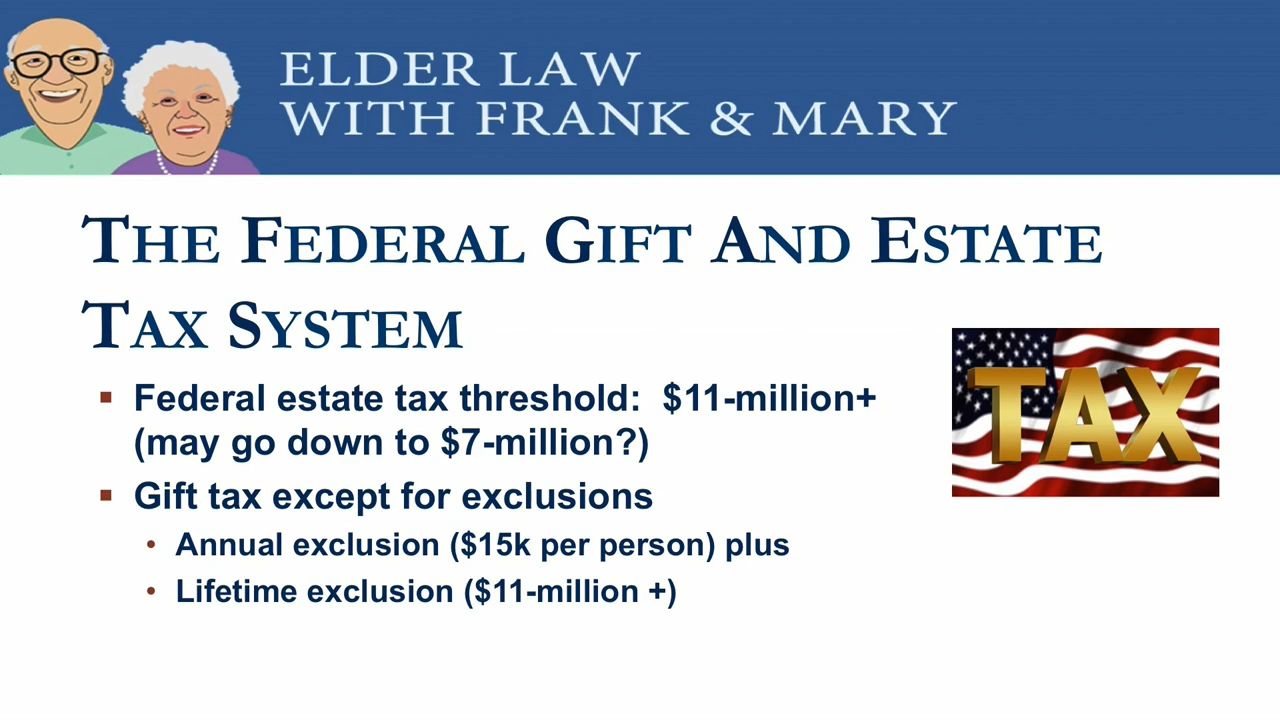 ELDER LAW
WITH FRANK & MARY
THE FEDERAL GIFT AND ESTATE
TAX SYSTEM
▪ Federal estate tax threshold:  $11-million+
(may go down to $7-million?)
TAX
▪ Gift tax except for exclusions
• Annual exclusion ($15k per person) plus
• Lifetime exclusion ($11-million +)